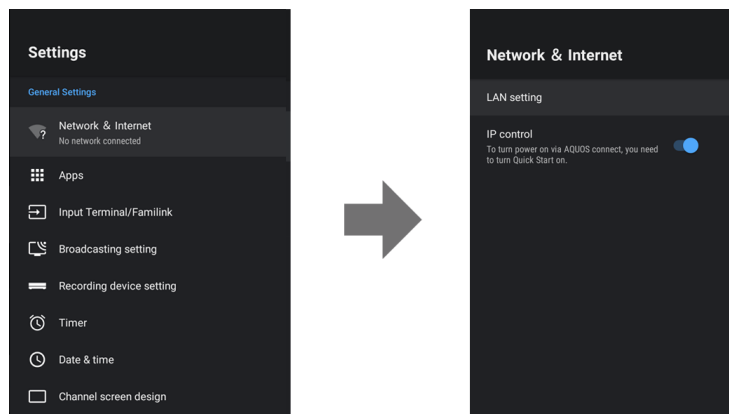 Settings
General Settings
Network & Internet
No network connected
Apps
Input Terminal/Familink
Broadcasting setting
Recording device setting
Timer
Date & time
Channel screen design
Network & Internet
LAN setting
IP control
To turn power on via AQUOS connect, you need
to turn Quick Start on.